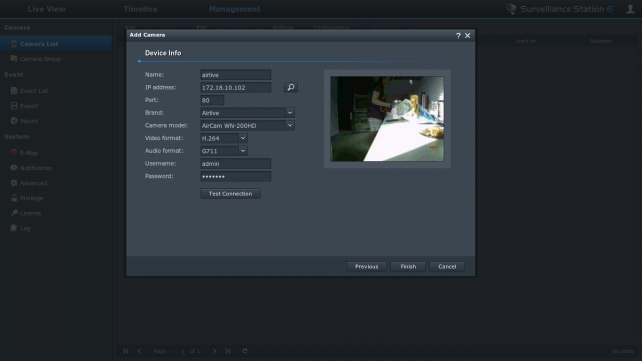 Live View
Timeline
Management
Surveillance Station 6
Camera
Camera List
Camera Group
Event
Event List
Export
Mount
System
E-Map
Notification
Advanced
Privilege
License
Log
Add Camera
? ×
Device Info
Name: airlive
IP address: 172.18.10.102
Port: 80
Brand: Airlive
Camera model: AirCam WN-200HD
Video format: H.264
Audio format: G711
Username: admin
Password: •••••••
Test Connection
Previous
Finish
Cancel
Page 1 of 1